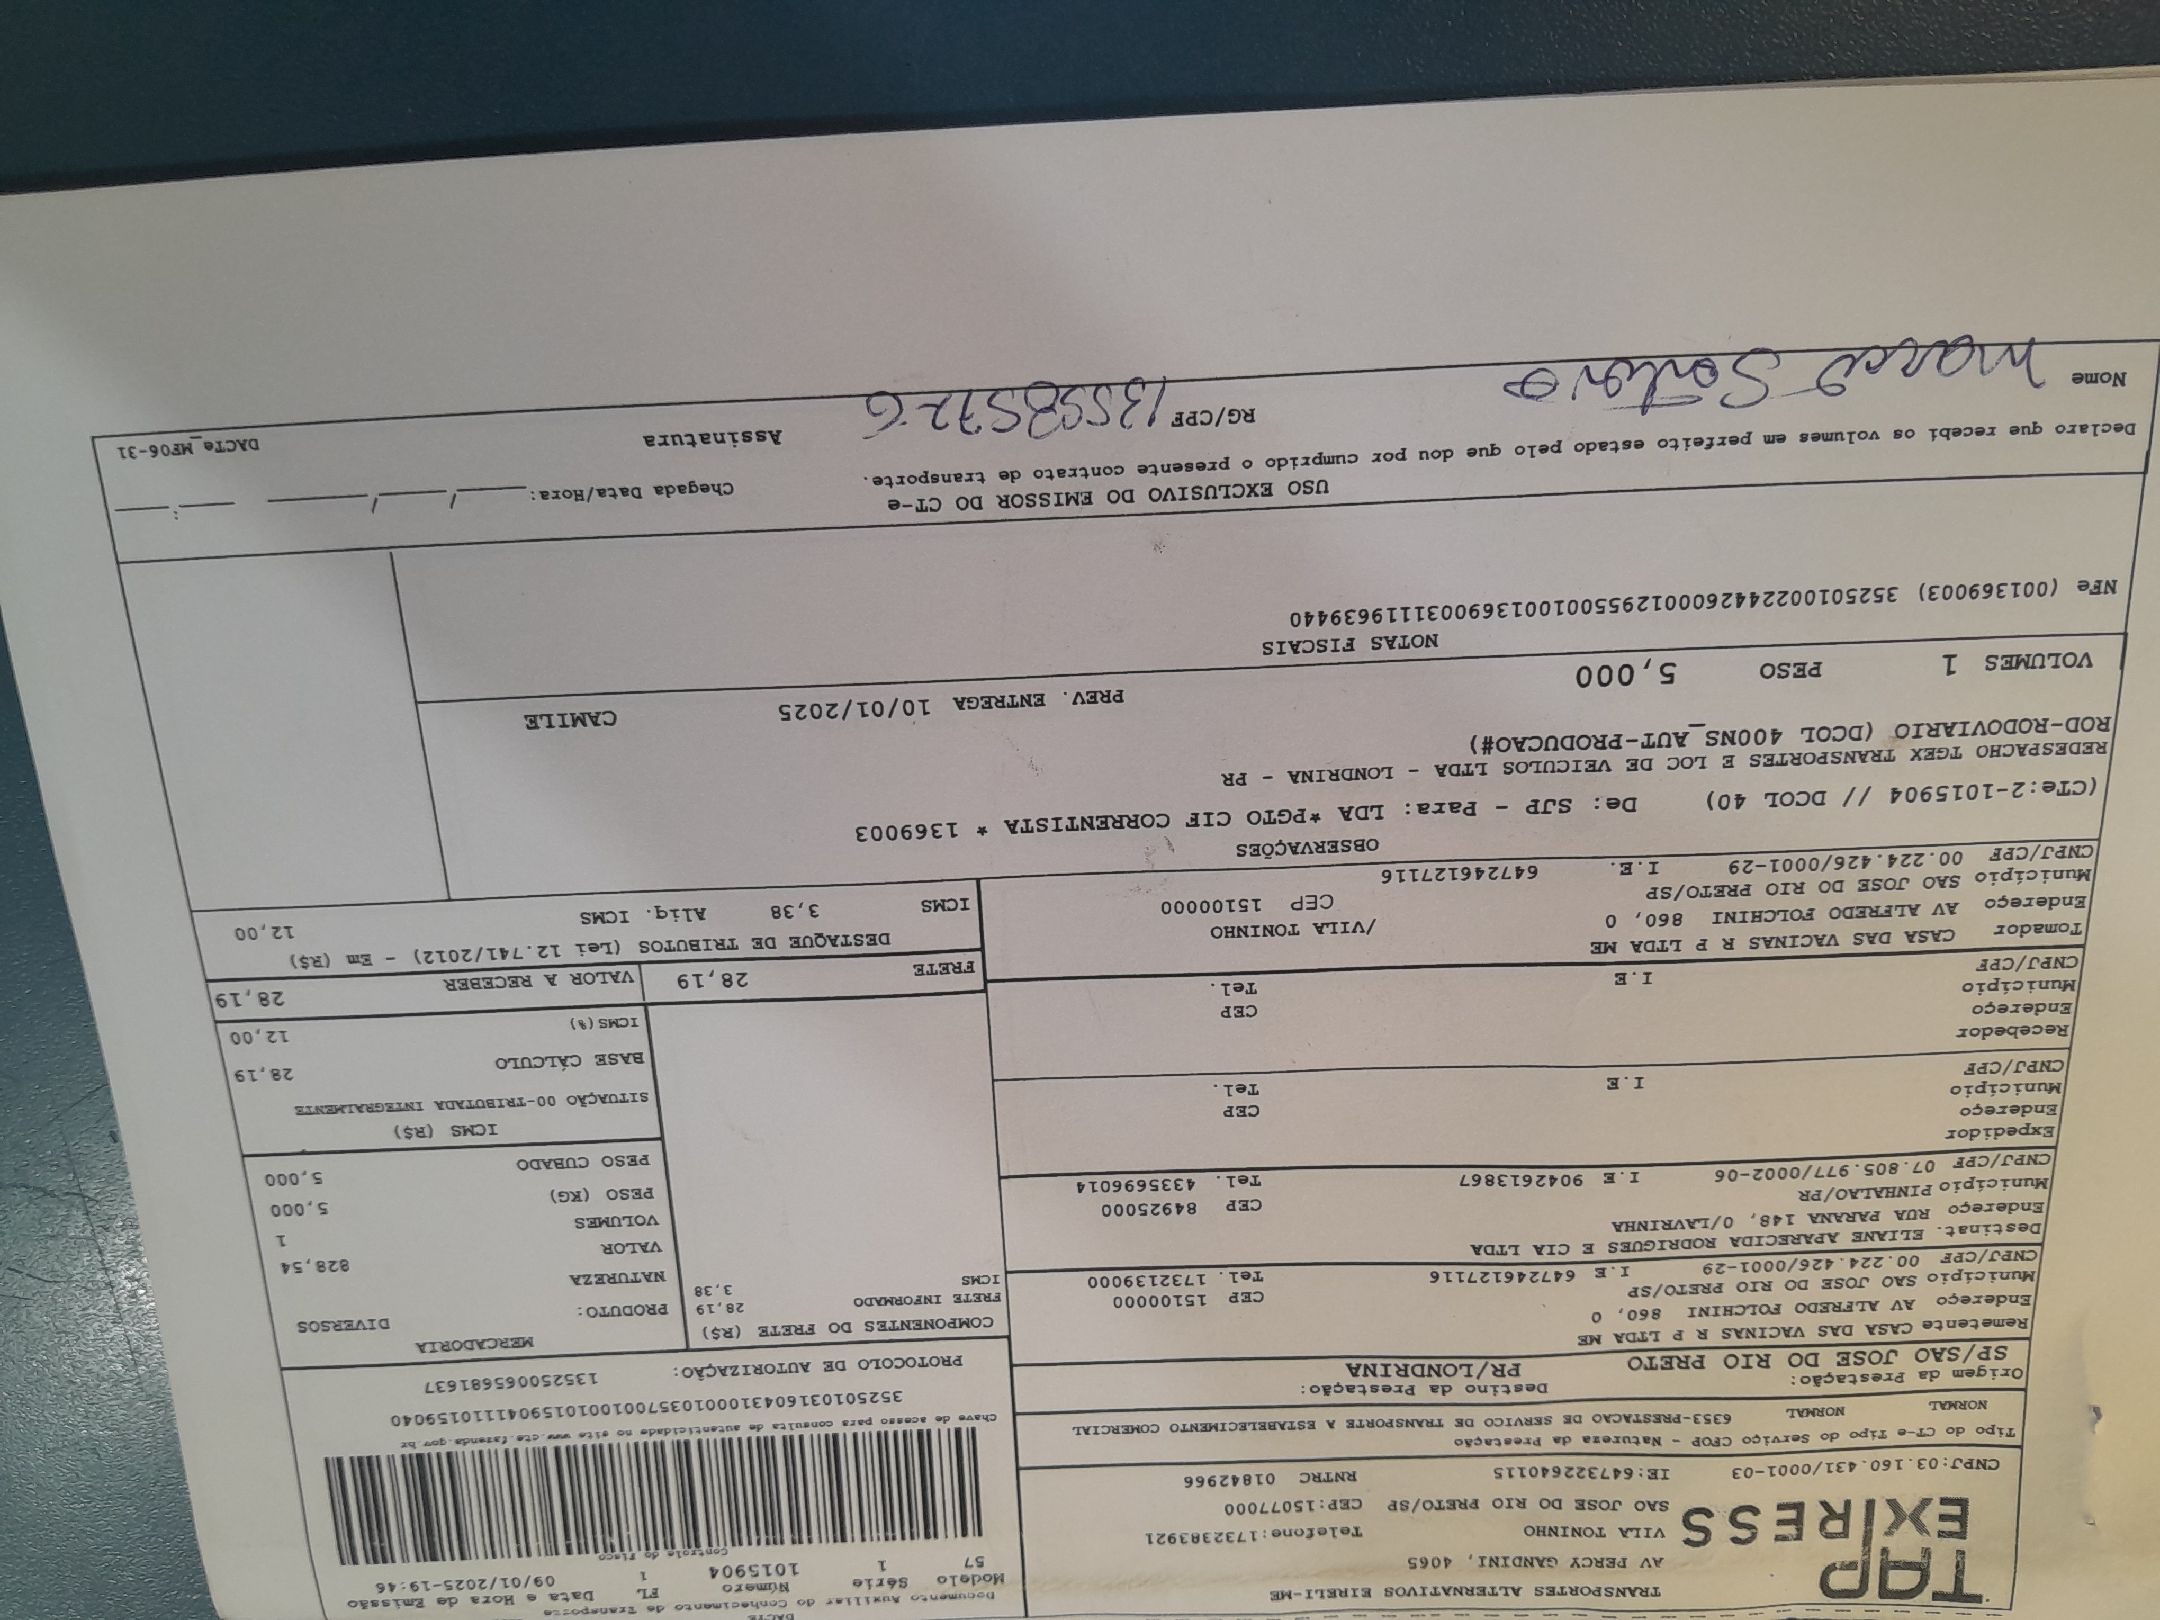 TRANSPORTES ALTERNATIVOS EIRELI-ME
TAP
EXPRESS
AV PERCY GANDINI, 4065
VILA TONINHO Telefone:1732383921
SAO JOSE DO RIO PRETO/SP CEP:15077000
CNPJ:03.160.431/0001-03 IE:647322640115 RNTRC 01842966
DACTE
Documento Auxiliar do Conhecimento de Transporte
Modelo Série Número FL Data e Hora de Emissão
57 1 1015904 1 09/01/2025-19:46
Controle do Fisco
Chave de acesso para consulta de autenticidade no site www.cte.fazenda.gov.br
35250103160431000103570010010159041110159040
PROTOCOLO DE AUTORIZAÇÃO: 135250065681637
Tipo do CT-e Tipo do Serviço CFOP - Natureza da Prestação
NORMAL NORMAL 6353-PRESTACAO DE SERVICO DE TRANSPORTE A ESTABELECIMENTO COMERCIAL
Origem da Prestação: Destino da Prestação:
SP/SAO JOSE DO RIO PRETO PR/LONDRINA
Remetente CASA DAS VACINAS R P LTDA ME
Endereço AV ALFREDO FOLCHINI 860, 0
Município SAO JOSE DO RIO PRETO/SP CEP 15100000
CNPJ/CPF 00.224.426/0001-29 I.E 647246127116 Tel. 1732139000
Destinat. ELIANE APARECIDA RODRIGUES E CIA LTDA
Endereço RUA PARANA 148, 0/LAVRINHA
Município PINHALAO/PR CEP 84925000
CNPJ/CPF 07.805.977/0002-06 I.E 9042613867 Tel. 4335696014
Expedidor
Endereço CEP
Município Tel.
CNPJ/CPF I.E
Recebedor
Endereço CEP
Município Tel.
CNPJ/CPF I.E
Tomador CASA DAS VACINAS R P LTDA ME
Endereço AV ALFREDO FOLCHINI 860, 0 /VILA TONINHO
Município SAO JOSE DO RIO PRETO/SP CEP 15100000
CNPJ/CPF 00.224.426/0001-29 I.E. 647246127116
COMPONENTES DO FRETE (R$)
FRETE INFORMADO 28,19
ICMS 3,38
MERCADORIA
PRODUTO: DIVERSOS
NATUREZA
VALOR 828,54
VOLUMES 1
PESO (KG) 5,000
PESO CUBADO 5,000
ICMS (R$)
SITUAÇÃO 00-TRIBUTADA INTEGRALMENTE
BASE CÁLCULO 28,19
ICMS(%) 12,00
FRETE 28,19 VALOR A RECEBER 28,19
DESTAQUE DE TRIBUTOS (Lei 12.741/2012) - Em (R$)
ICMS 3,38 Aliq. ICMS 12,00
OBSERVAÇÕES
(CTe:2-1015904 // DCOL 40) De: SJP - Para: LDA *PGTO CIF CORRENTISTA * 1369003
REDESPACHO TGEX TRANSPORTES E LOC DE VEICULOS LTDA - LONDRINA - PR
ROD-RODOVIARIO (DCOL 400NS_AUT-PRODUCAO#)
VOLUMES 1 PESO 5,000 PREV. ENTREGA 10/01/2025 CAMILE
NOTAS FISCAIS
NFe (001369003) 35250100224426000129550010013690031119639440
USO EXCLUSIVO DO EMISSOR DO CT-e
Declaro que recebi os volumes em perfeito estado pelo que dou por cumprido o presente contrato de transporte.
Chegada Data/Hora: ____/____/____ __:__
Nome RG/CPF 13558572-6 Assinatura
DACTe_MF06-31